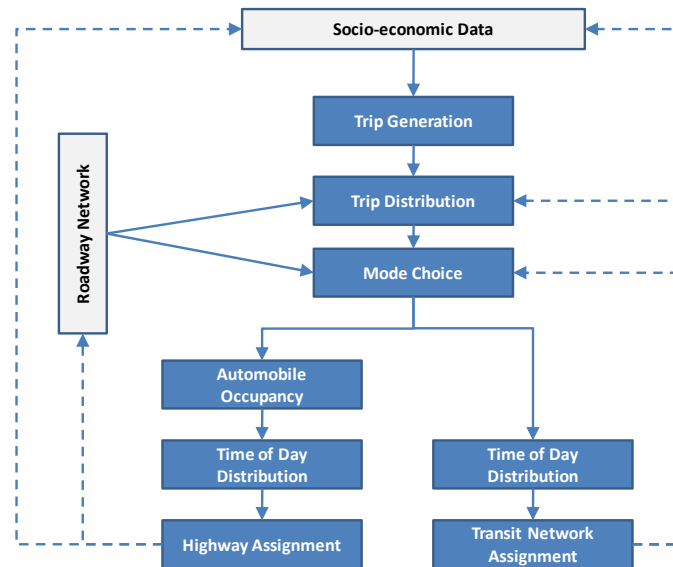 Socio-economic Data
Trip Generation
Roadway Network
Trip Distribution
Mode Choice
Automobile
Occupancy
Time of Day
Distribution
Time of Day
Distribution
Highway Assignment
Transit Network
Assignment